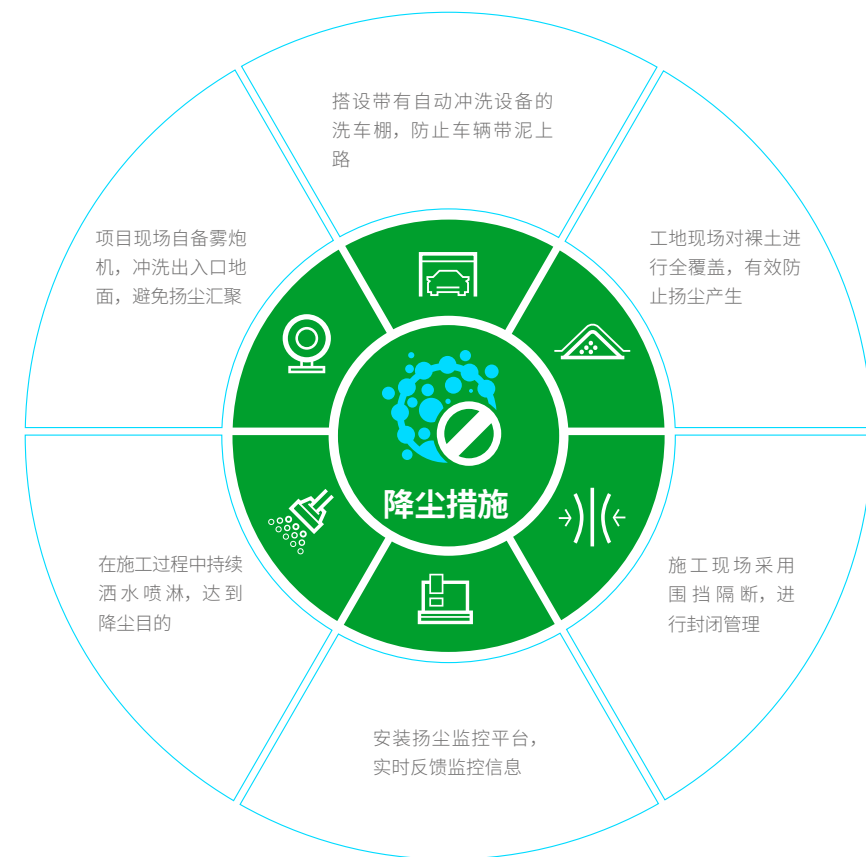 搭设带有自动冲洗设备的
洗车棚，防止车辆带泥上
路
工地现场对裸土进
行全覆盖，有效防
止扬尘产生
施工现场采用
围挡隔断，进
行封闭管理
安装扬尘监控平台，
实时反馈监控信息
在施工过程中持续
洒水喷淋，达到
降尘目的
项目现场自备雾炮
机，冲洗出入口地
面，避免扬尘汇聚
降尘措施